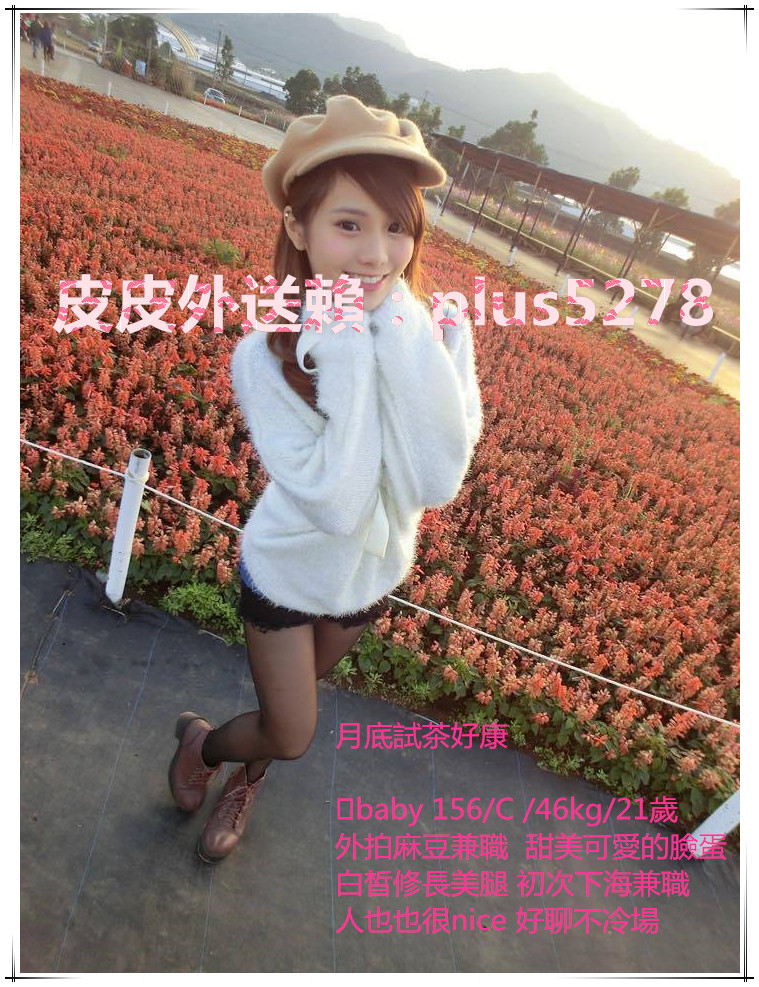 皮皮外送賴：plus5278
月底試茶好康
baby 156/C /46kg/21歲
外拍麻豆兼職 甜美可愛的臉蛋
白皙修長美腿 初次下海兼職
人也也很nice 好聊不冷場